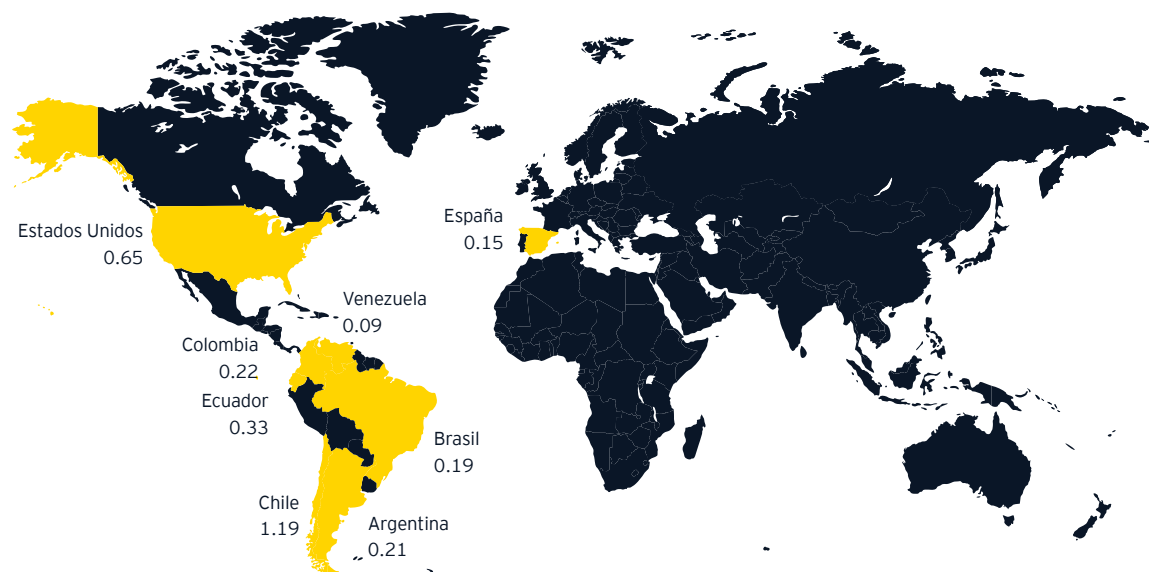 Estados Unidos
0.65
España
0.15
Venezuela
0.09
Colombia
0.22
Ecuador
0.33
Brasil
0.19
Chile
1.19
Argentina
0.21